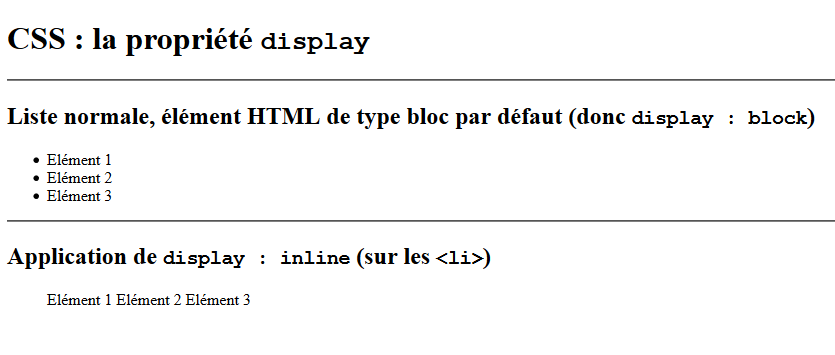 CSS : la propriété display
Liste normale, élément HTML de type bloc par défaut (donc display : block)
• Elément 1
• Elément 2
• Elément 3
Application de display : inline (sur les <li>)
Elément 1 Elément 2 Elément 3